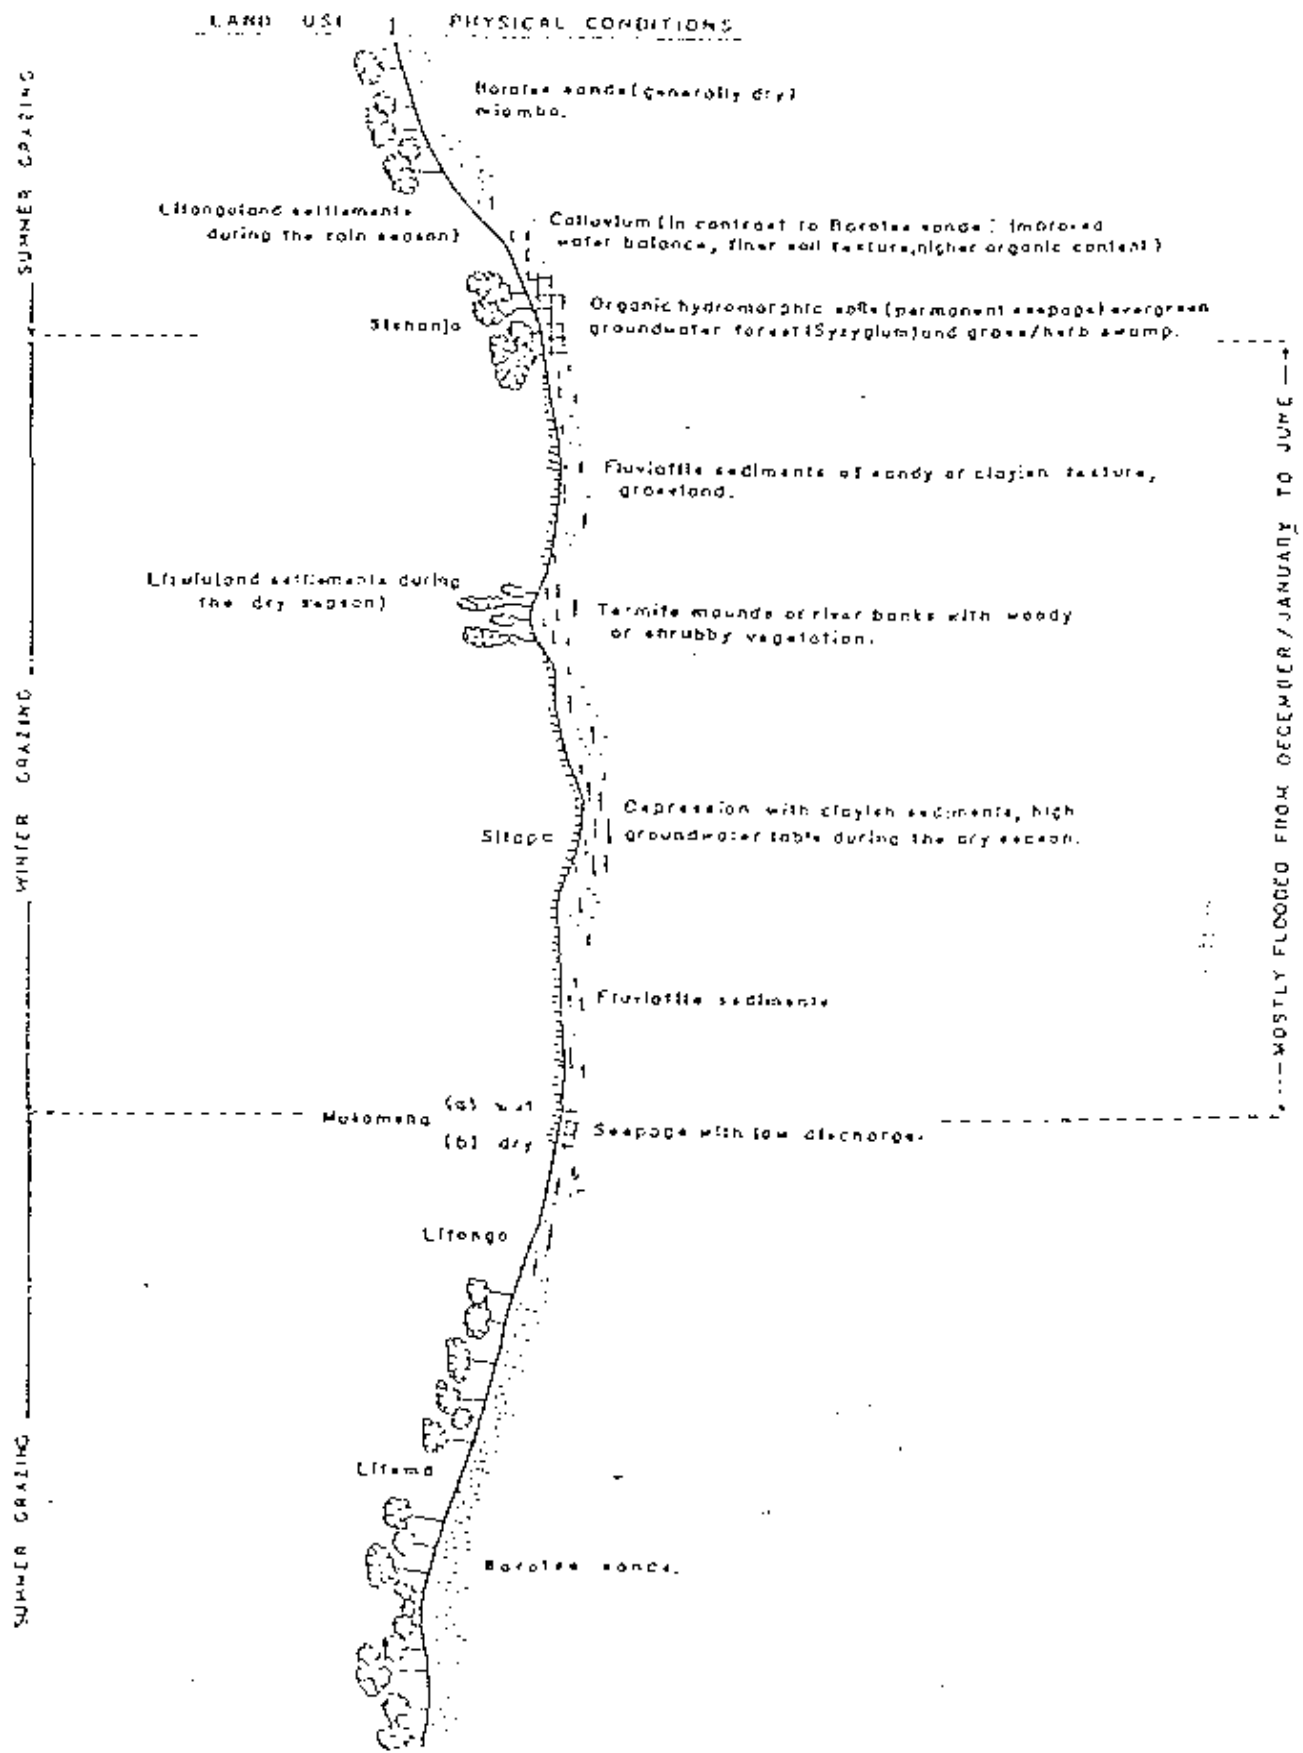 LAND USE
PHYSICAL CONDITIONS
Barotse sands (generally dry)
miombo.
Litongo (and settlements
during the rain season)
Colluvium (in contrast to Barotse sands: improved
water balance, finer soil texture, higher organic content)
Sishanjo
Organic hydromorphic soils (permanent seepage) evergreen
groundwater forest (Syzygium) and grass/herb swamp.
Fluviatile sediments of sandy or clayish texture,
grassland.
(and settlements during
the dry season)
Termite mounds or river banks with woody
or shrubby vegetation.
Sitapa
Depression with clayish sediments, high
groundwater table during the dry season.
Fluviatile sediments
Mukomena
(a) wet
(b) dry
Seepage with low discharge.
Litongo
Litema
Barotse sands.
SUMMER GRAZING
WINTER GRAZING
SUMMER GRAZING
MOSTLY FLOODED FROM DECEMBER/JANUARY TO JUNE